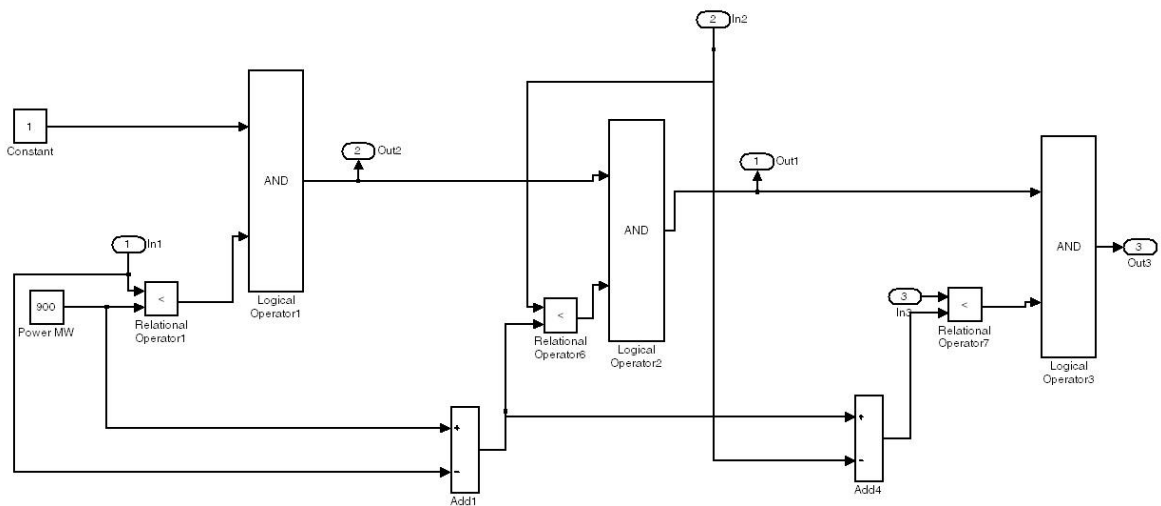 2
In2
1
Constant
AND
2
Out2
AND
1
Out1
AND
3
Out3
1
In1
900
Power MW
<
Relational
Operator1
Logical
Operator1
<
Relational
Operator6
Logical
Operator2
3
In3
<
Relational
Operator7
Logical
Operator3
+
−
Add1
+
−
Add4